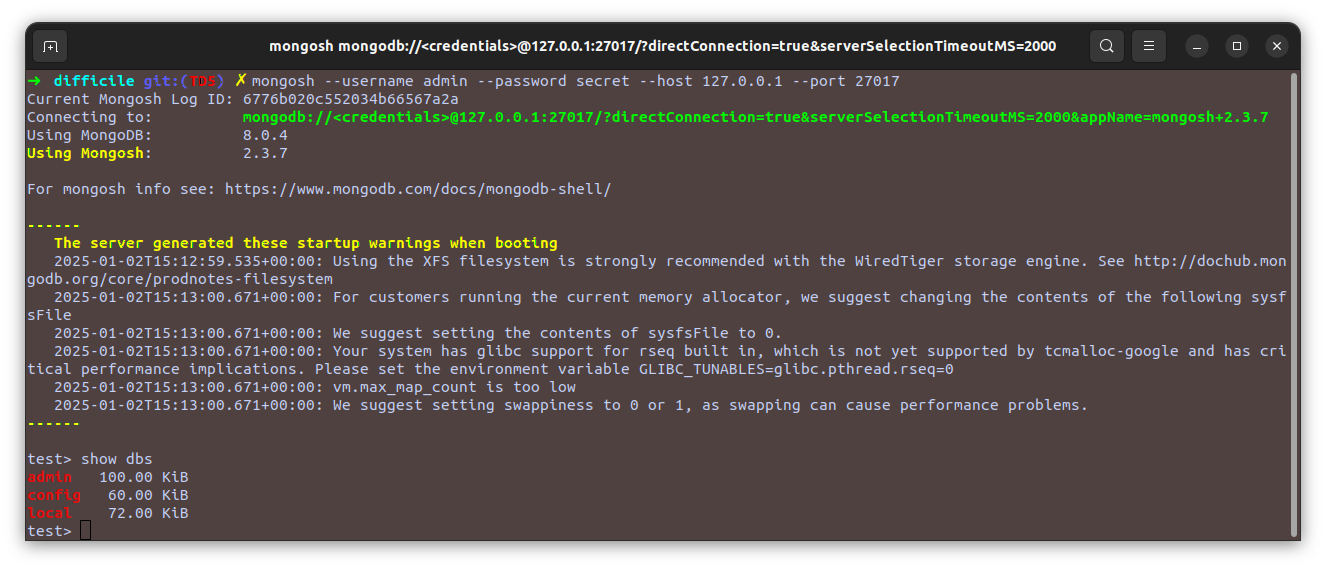 mongosh mongodb://<credentials>@127.0.0.1:27017/?directConnection=true&serverSelectionTimeoutMS=2000
➜  difficile git:(TD5) ✗ mongosh --username admin --password secret --host 127.0.0.1 --port 27017
Current Mongosh Log ID: 6776b020c552034b66567a2a
Connecting to:          mongodb://<credentials>@127.0.0.1:27017/?directConnection=true&serverSelectionTimeoutMS=2000&appName=mongosh+2.3.7
Using MongoDB:          8.0.4
Using Mongosh:          2.3.7
For mongosh info see: https://www.mongodb.com/docs/mongodb-shell/
------
   The server generated these startup warnings when booting
   2025-01-02T15:12:59.535+00:00: Using the XFS filesystem is strongly recommended with the WiredTiger storage engine. See http://dochub.mon
godb.org/core/prodnotes-filesystem
   2025-01-02T15:13:00.671+00:00: For customers running the current memory allocator, we suggest changing the contents of the following sysf
sFile
   2025-01-02T15:13:00.671+00:00: We suggest setting the contents of sysfsFile to 0.
   2025-01-02T15:13:00.671+00:00: Your system has glibc support for rseq built in, which is not yet supported by tcmalloc-google and has cri
tical performance implications. Please set the environment variable GLIBC_TUNABLES=glibc.pthread.rseq=0
   2025-01-02T15:13:00.671+00:00: vm.max_map_count is too low
   2025-01-02T15:13:00.671+00:00: We suggest setting swappiness to 0 or 1, as swapping can cause performance problems.
------
test> show dbs
admin   100.00 KiB
config   60.00 KiB
local    72.00 KiB
test>